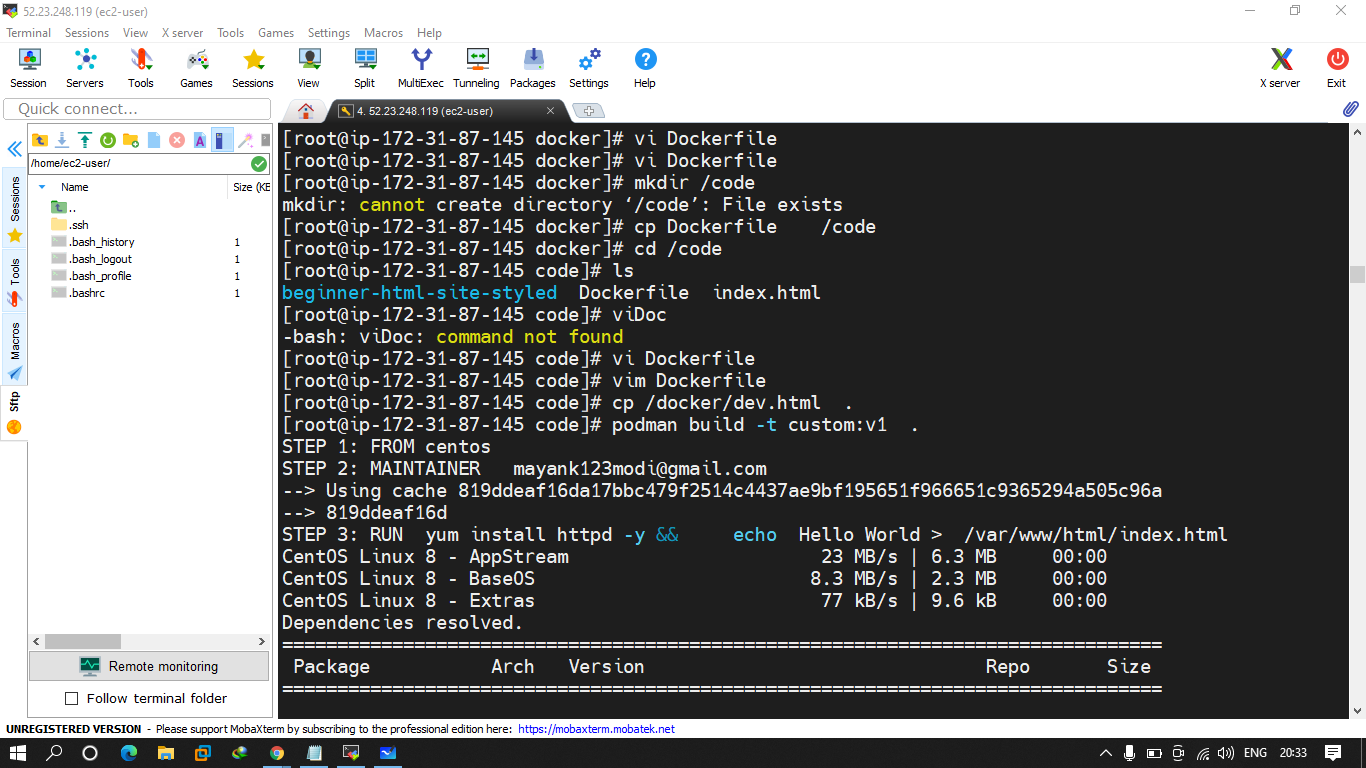 52.23.248.119 (ec2-user)
Terminal Sessions View X server Tools Games Settings Macros Help
Session Servers Tools Games Sessions View Split MultiExec Tunneling Packages Settings Help X server Exit
Quick connect...
4. 52.23.248.119 (ec2-user)
/home/ec2-user/
Name Size (KB
..
.ssh
.bash_history 1
.bash_logout 1
.bash_profile 1
.bashrc 1
Sessions
Tools
Macros
Sftp
Remote monitoring
Follow terminal folder
[root@ip-172-31-87-145 docker]# vi Dockerfile
[root@ip-172-31-87-145 docker]# vi Dockerfile
[root@ip-172-31-87-145 docker]# mkdir /code
mkdir: cannot create directory ‘/code’: File exists
[root@ip-172-31-87-145 docker]# cp Dockerfile    /code
[root@ip-172-31-87-145 docker]# cd /code
[root@ip-172-31-87-145 code]# ls
beginner-html-site-styled  Dockerfile  index.html
[root@ip-172-31-87-145 code]# viDoc
-bash: viDoc: command not found
[root@ip-172-31-87-145 code]# vi Dockerfile
[root@ip-172-31-87-145 code]# vim Dockerfile
[root@ip-172-31-87-145 code]# cp /docker/dev.html  .
[root@ip-172-31-87-145 code]# podman build -t custom:v1  .
STEP 1: FROM centos
STEP 2: MAINTAINER   mayank123modi@gmail.com
--> Using cache 819ddeaf16da17bbc479f2514c4437ae9bf195651f966651c9365294a505c96a
--> 819ddeaf16d
STEP 3: RUN  yum install httpd -y &&     echo  Hello World >  /var/www/html/index.html
CentOS Linux 8 - AppStream                          23 MB/s | 6.3 MB     00:00
CentOS Linux 8 - BaseOS                         8.3 MB/s | 2.3 MB     00:00
CentOS Linux 8 - Extras                          77 kB/s | 9.6 kB     00:00
Dependencies resolved.
================================================================================
Package           Arch   Version                               Repo       Size
================================================================================
UNREGISTERED VERSION - Please support MobaXterm by subscribing to the professional edition here: https://mobaxterm.mobatek.net
ENG 20:33